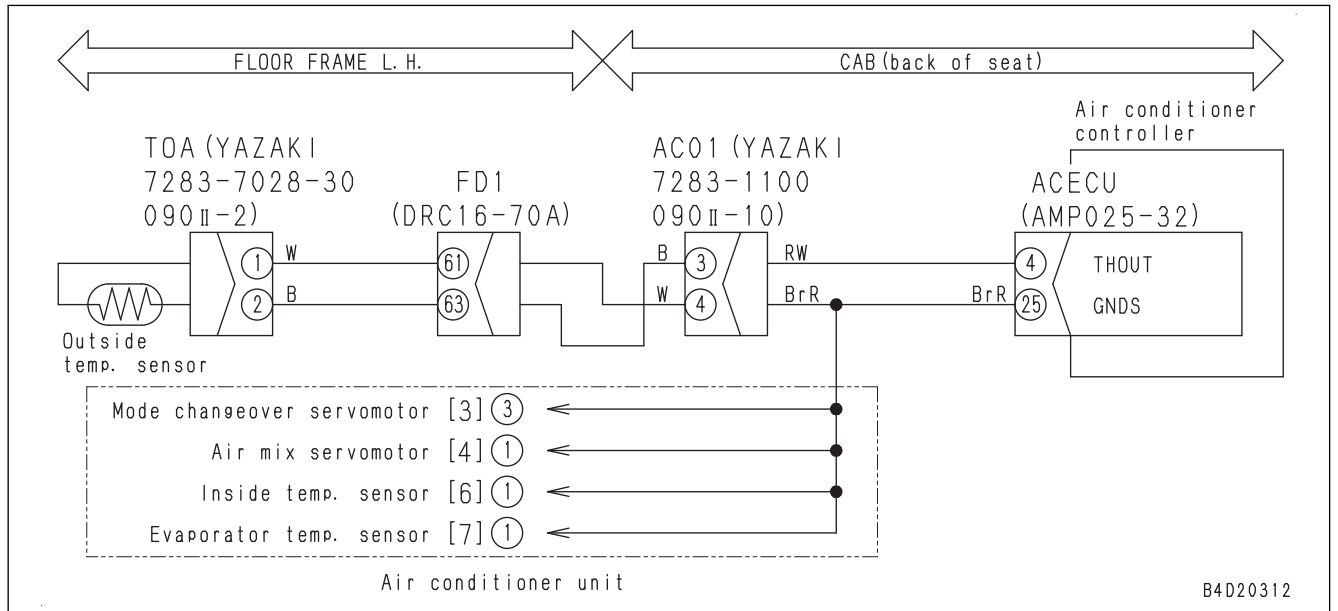 FLOOR FRAME L.H.
CAB(back of seat)
Air conditioner
controller
TOA(YAZAKI
7283-7028-30
090Ⅱ-2)
FD1
(DRC16-70A)
AC01(YAZAKI
7283-1100
090Ⅱ-10)
ACECU
(AMP025-32)
1 W 61 B 3 RW 4 THOUT
2 B 63 W 4 BrR BrR 25 GNDS
Outside
temp. sensor
Mode changeover servomotor [3] 3
Air mix servomotor [4] 1
Inside temp. sensor [6] 1
Evaporator temp. sensor [7] 1
Air conditioner unit
B4D20312